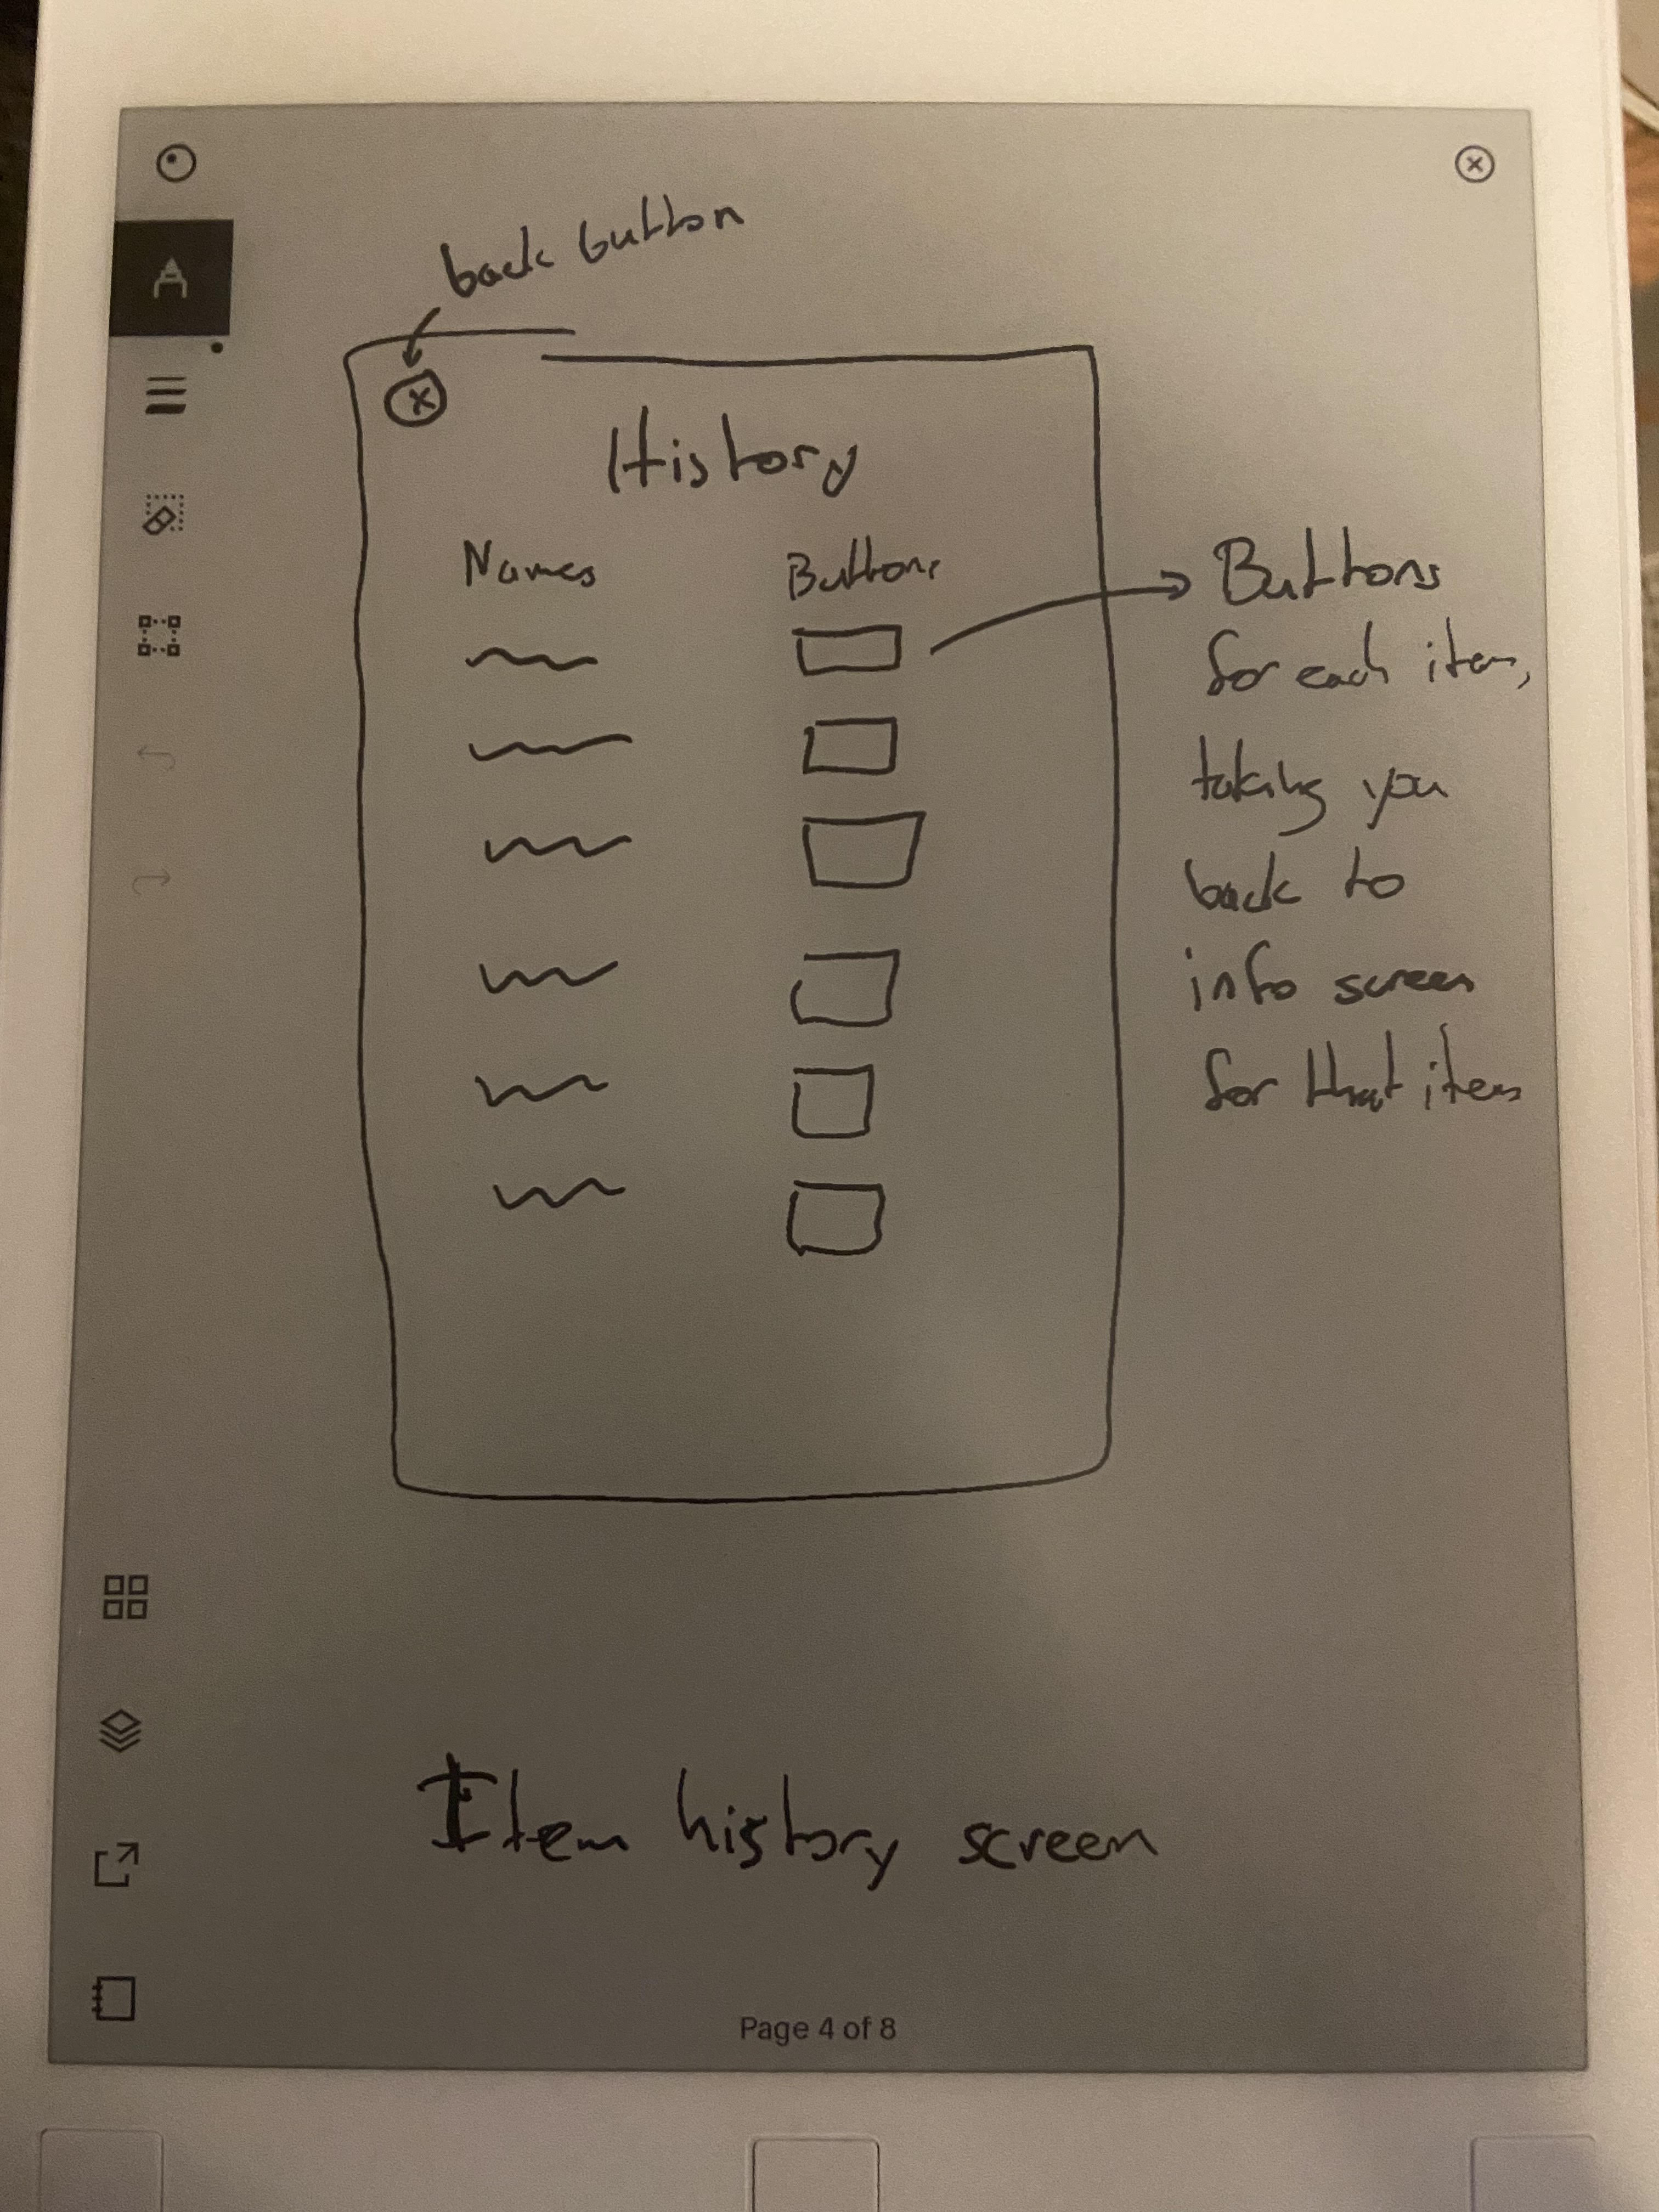 back button
History
Names Buttons
Buttons
for each item,
taking you
back to
info screen
for that item
Item history screen
Page 4 of 8